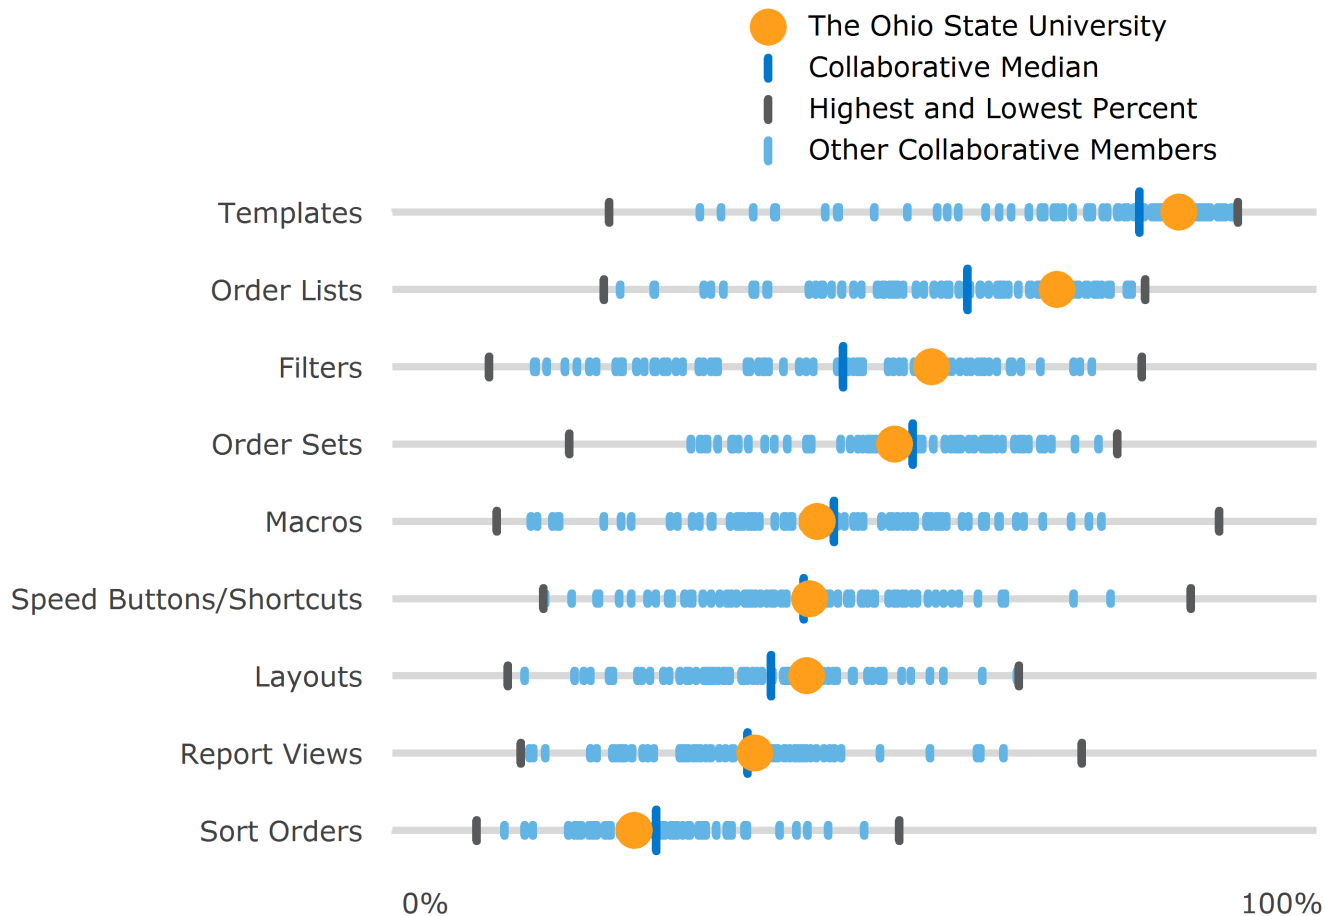 The Ohio State University
Collaborative Median
Highest and Lowest Percent
Other Collaborative Members
Templates
Order Lists
Filters
Order Sets
Macros
Speed Buttons/Shortcuts
Layouts
Report Views
Sort Orders
0% 100%